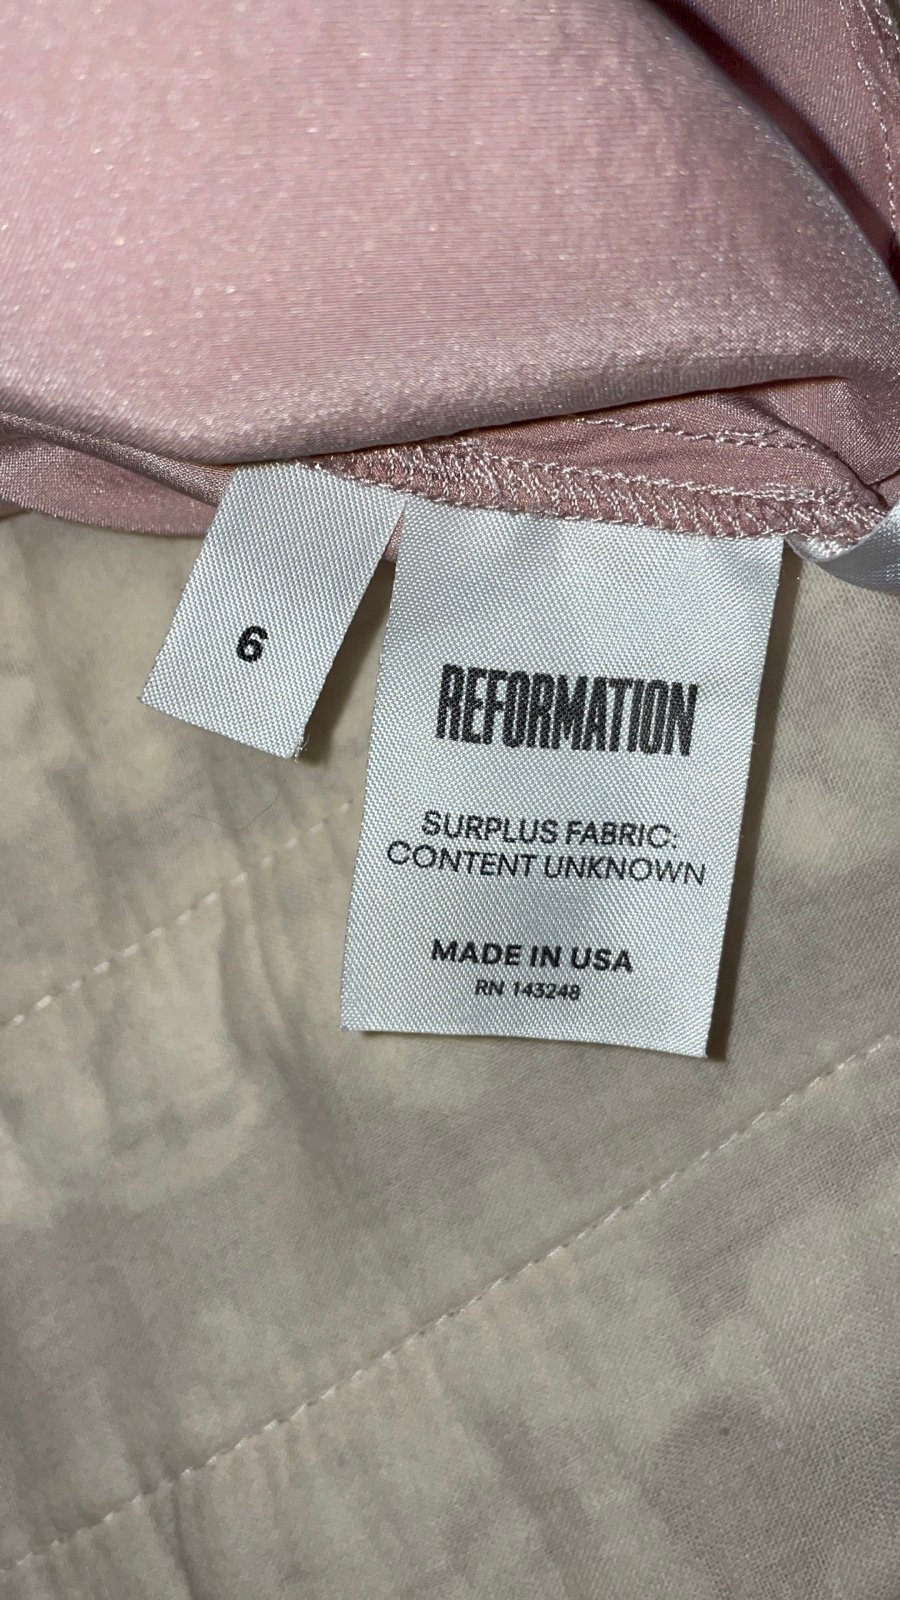 6
REFORMATION
SURPLUS FABRIC:
CONTENT UNKNOWN
MADE IN USA
RN 143248